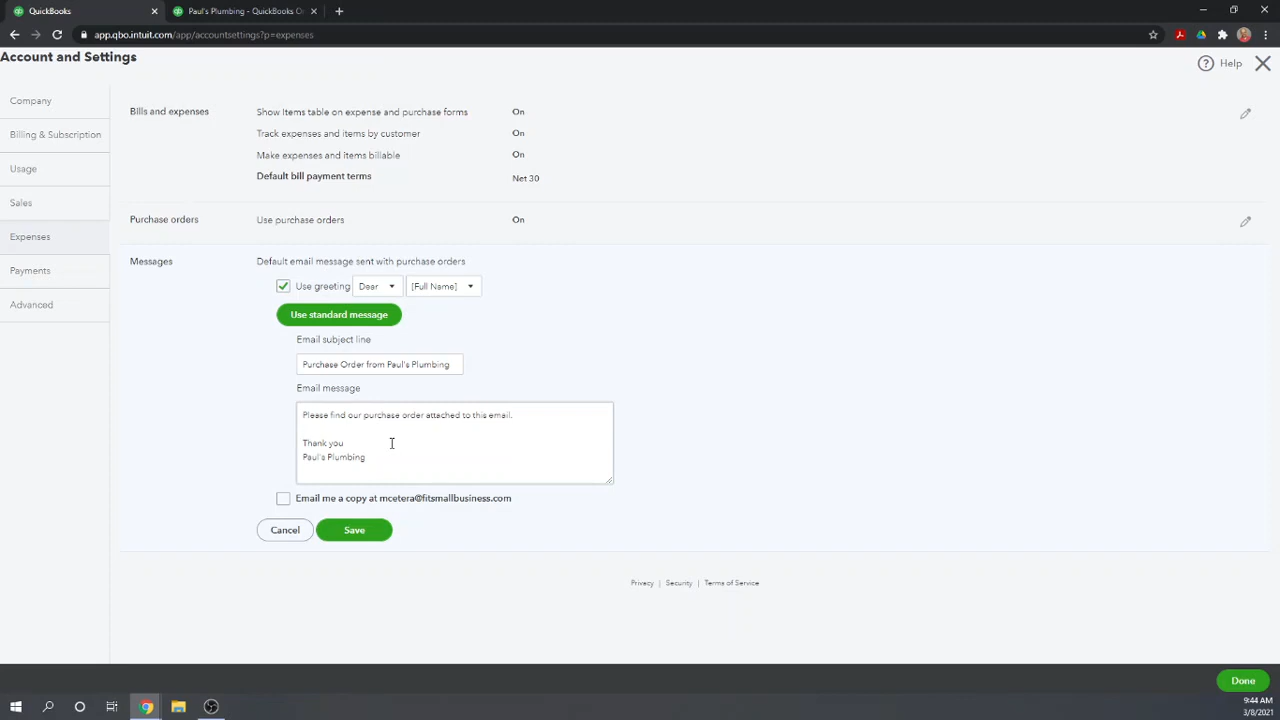 QuickBooks
Paul's Plumbing - QuickBooks O
app.qbo.intuit.com/app/accountsettings?p=expenses
Account and Settings
Help
Company
Billing & Subscription
Usage
Sales
Expenses
Payments
Advanced
Bills and expenses
Show Items table on expense and purchase forms On
Track expenses and items by customer On
Make expenses and items billable On
Default bill payment terms Net 30
Purchase orders Use purchase orders On
Messages Default email message sent with purchase orders
Use greeting Dear [Full Name]
Use standard message
Email subject line
Purchase Order from Paul's Plumbing
Email message
Please find our purchase order attached to this email.
Thank you
Paul's Plumbing
Email me a copy at mcetera@fitsmallbusiness.com
Cancel Save
Privacy | Security | Terms of Service
Done
9:44 AM
3/8/2021